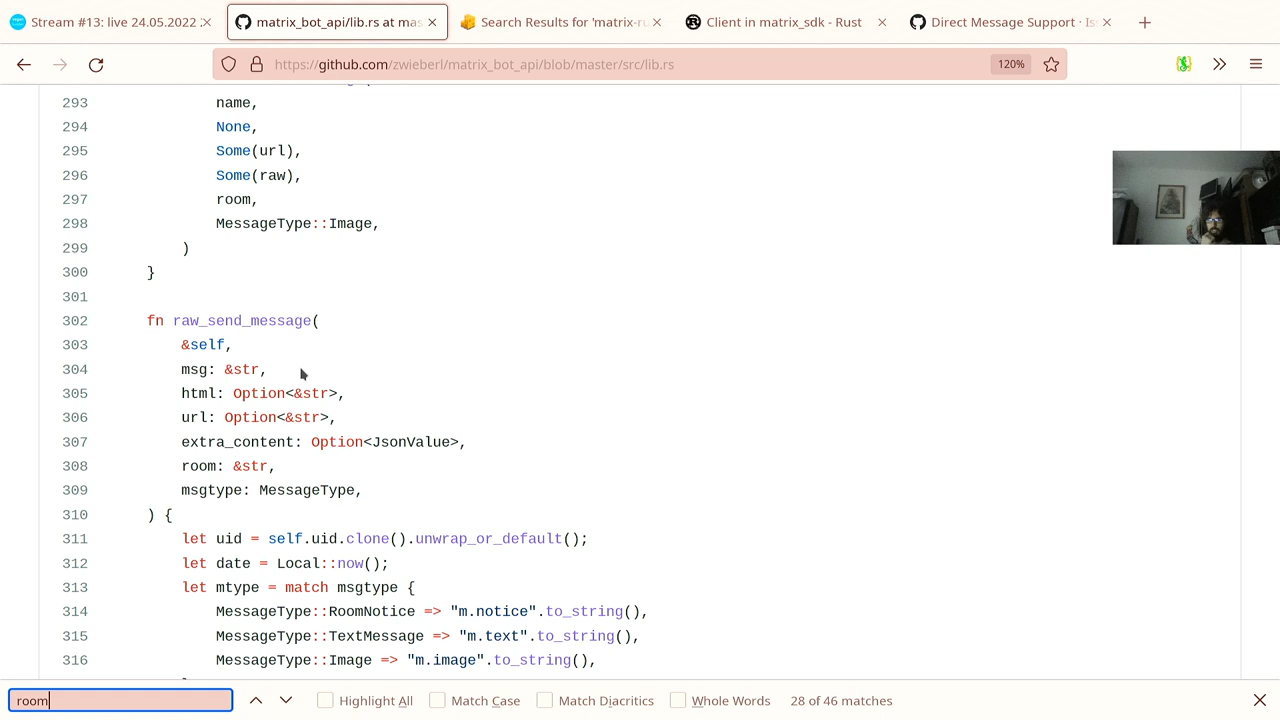 Stream #13: live 24.05.2022
matrix_bot_api/lib.rs at mas
Search Results for 'matrix-ru
Client in matrix_sdk - Rust
Direct Message Support · Is
https://github.com/zwieberl/matrix_bot_api/blob/master/src/lib.rs
120%
293 name,
294 None,
295 Some(url),
296 Some(raw),
297 room,
298 MessageType::Image,
299 )
300 }
301
302 fn raw_send_message(
303 &self,
304 msg: &str,
305 html: Option<&str>,
306 url: Option<&str>,
307 extra_content: Option<JsonValue>,
308 room: &str,
309 msgtype: MessageType,
310 ) {
311 let uid = self.uid.clone().unwrap_or_default();
312 let date = Local::now();
313 let mtype = match msgtype {
314 MessageType::RoomNotice => "m.notice".to_string(),
315 MessageType::TextMessage => "m.text".to_string(),
316 MessageType::Image => "m.image".to_string(),
room
Highlight All
Match Case
Match Diacritics
Whole Words
28 of 46 matches